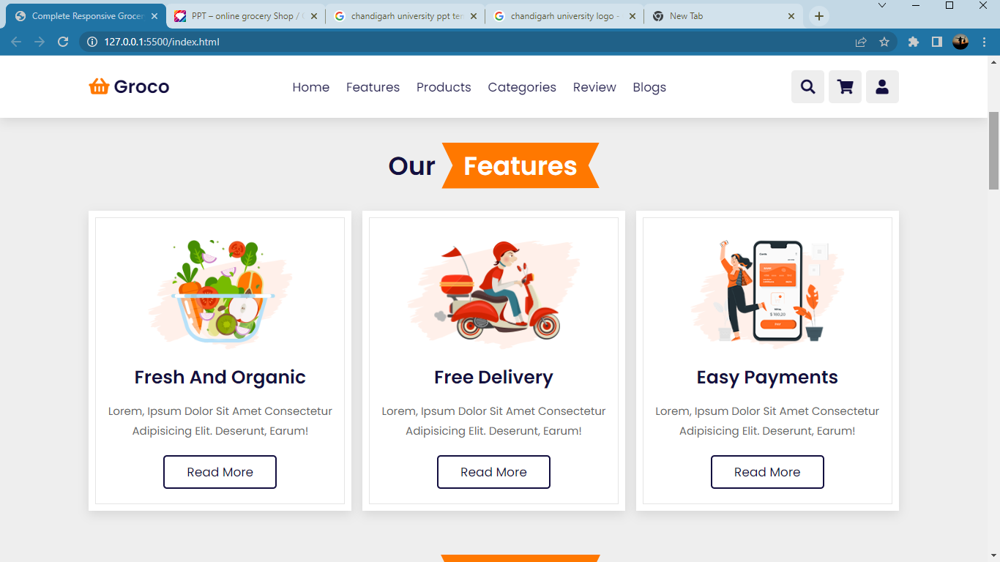 Complete Responsive Grocer
PPT – online grocery Shop /
chandigarh university ppt ten
chandigarh university logo -
New Tab
127.0.0.1:5500/index.html
Groco
Home
Features
Products
Categories
Review
Blogs
Our Features
Fresh And Organic
Lorem, Ipsum Dolor Sit Amet Consectetur
Adipisicing Elit. Deserunt, Earum!
Read More
Free Delivery
Lorem, Ipsum Dolor Sit Amet Consectetur
Adipisicing Elit. Deserunt, Earum!
Read More
Easy Payments
Lorem, Ipsum Dolor Sit Amet Consectetur
Adipisicing Elit. Deserunt, Earum!
Read More